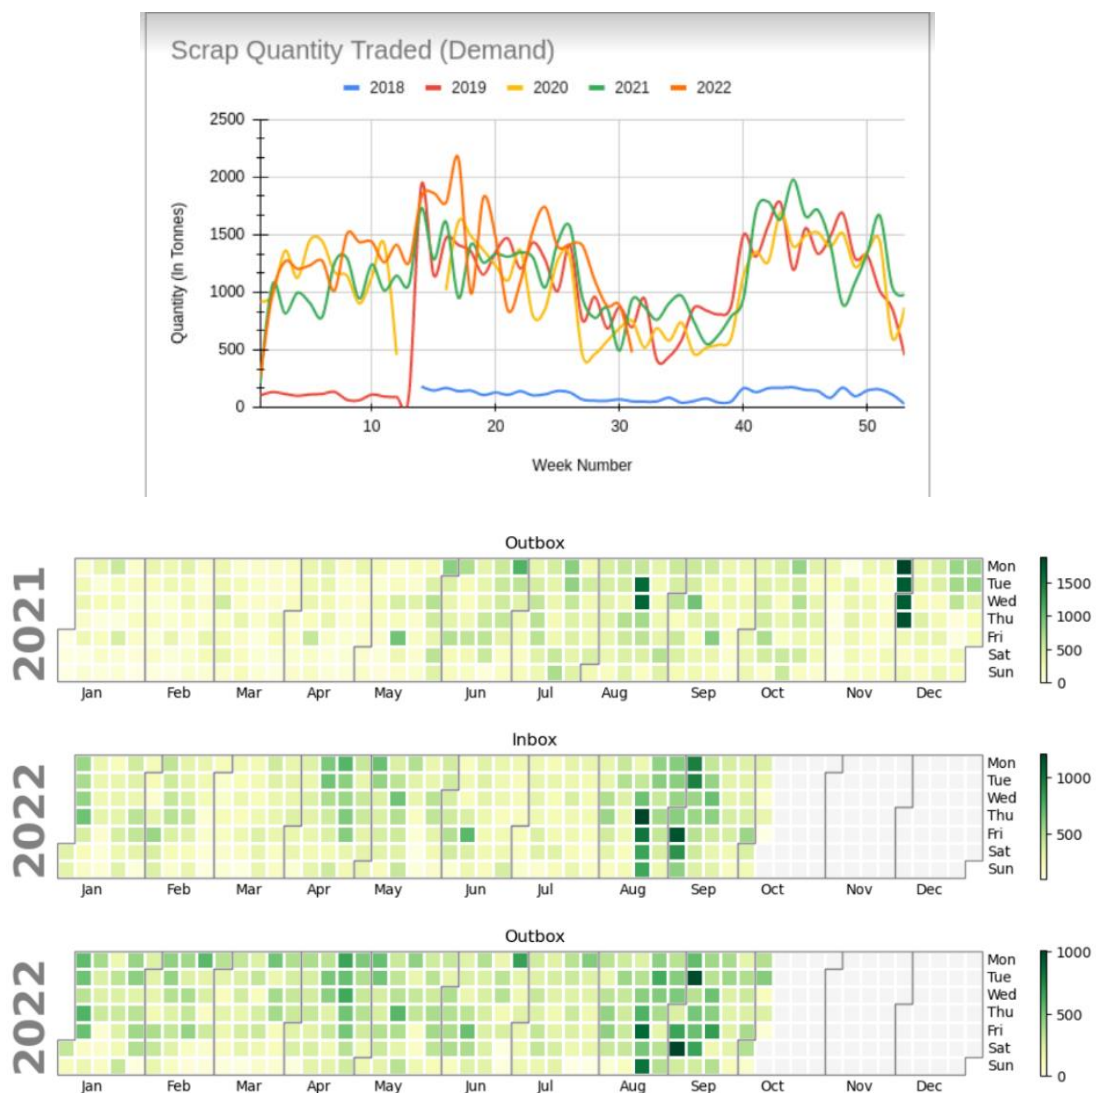 Scrap Quantity Traded (Demand)
2018 2019 2020 2021 2022
2500
2000
1500
1000
500
0
Quantity (In Tonnes)
10 20 30 40 50
Week Number
Outbox
2021
Mon
Tue
Wed
Thu
Fri
Sat
Sun
1500
1000
500
0
Jan Feb Mar Apr May Jun Jul Aug Sep Oct Nov Dec
Inbox
2022
Mon
Tue
Wed
Thu
Fri
Sat
Sun
1000
500
Jan Feb Mar Apr May Jun Jul Aug Sep Oct Nov Dec
Outbox
2022
Mon
Tue
Wed
Thu
Fri
Sat
Sun
1000
500
0
Jan Feb Mar Apr May Jun Jul Aug Sep Oct Nov Dec